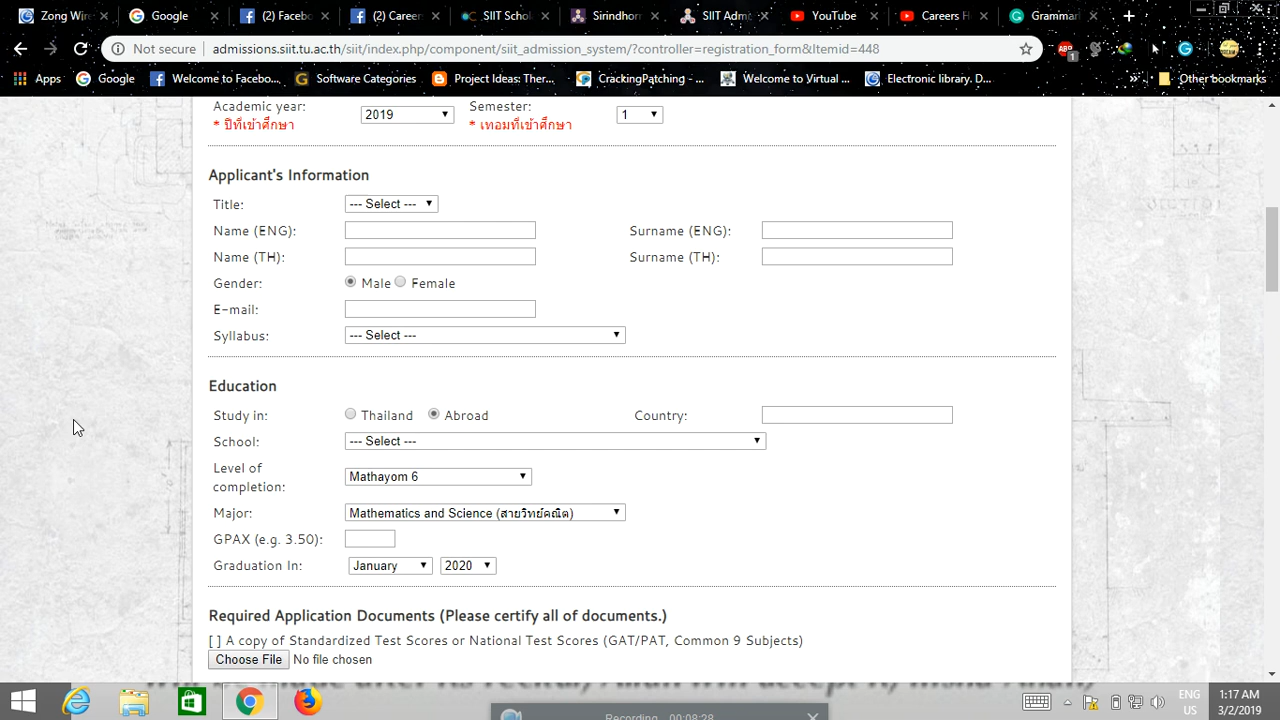 Zong Wire
Google
(2) Facebo
(2) Career
SIIT Schol
Sirindhorn
SIIT Adm
YouTube
Careers H
Grammar
Not secure
admissions.siit.tu.ac.th/siit/index.php/component/siit_admission_system/?controller=registration_form&Itemid=448
Apps
Google
Welcome to Facebo...
Software Categories
Project Ideas: Ther...
CrackingPatching - ...
Welcome to Virtual ...
Electronic library. D...
Other bookmarks
Academic year: 2019 Semester: 1
* ปีที่เข้าศึกษา * เทอมที่เข้าศึกษา
Applicant's Information
Title: --- Select ---
Name (ENG): Surname (ENG):
Name (TH): Surname (TH):
Gender: Male Female
E-mail:
Syllabus: --- Select ---
Education
Study in: Thailand Abroad Country:
School: --- Select ---
Level of
completion: Mathayom 6
Major: Mathematics and Science (สายวิทย์คณิต)
GPAX (e.g. 3.50):
Graduation In: January 2020
Required Application Documents (Please certify all of documents.)
[ ] A copy of Standardized Test Scores or National Test Scores (GAT/PAT, Common 9 Subjects)
Choose File No file chosen
Recording... 00:08:28
ENG
US
1:17 AM
3/2/2019